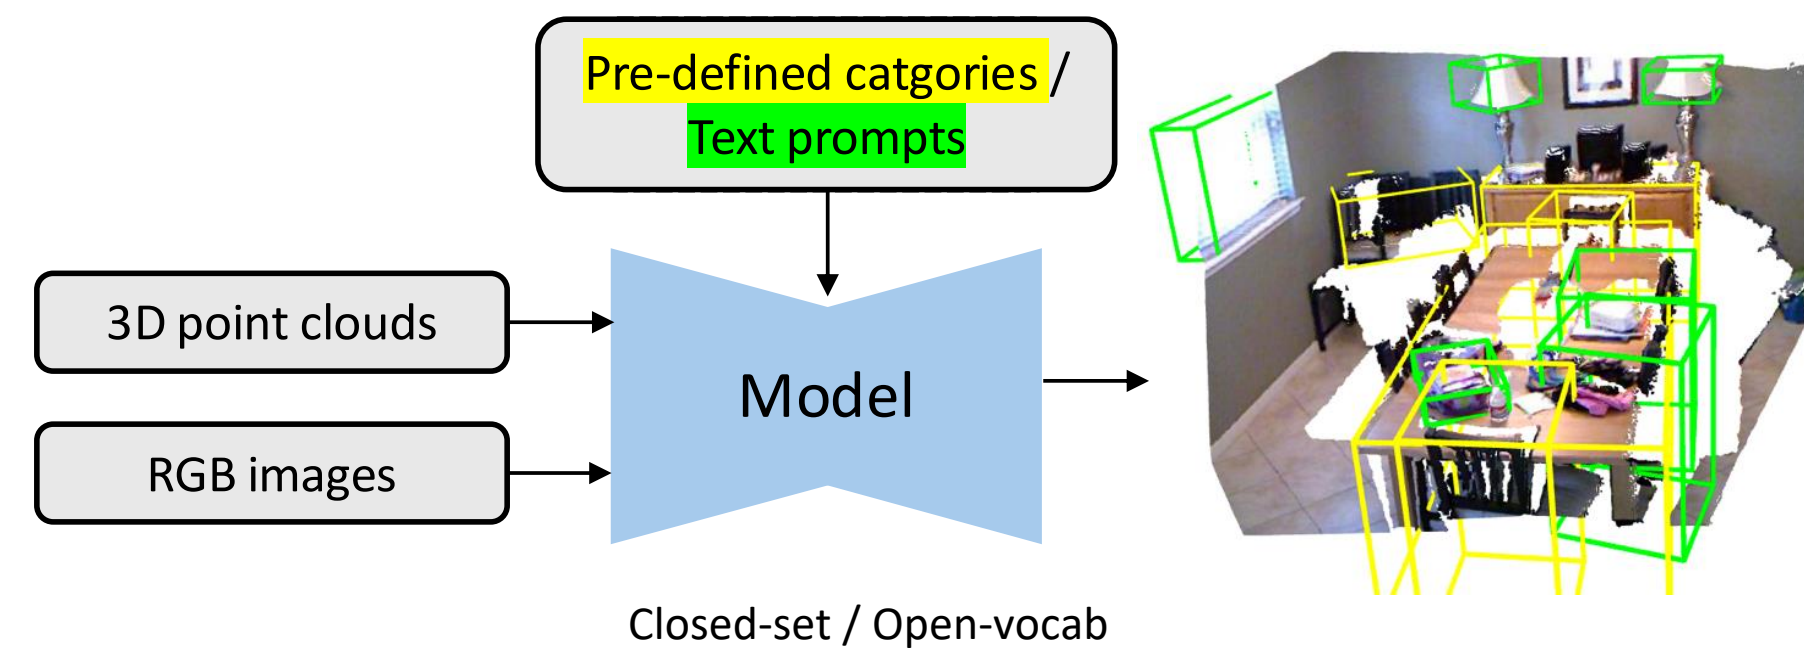 Pre-defined catgories /
Text prompts
3D point clouds
RGB images
Model
Closed-set / Open-vocab